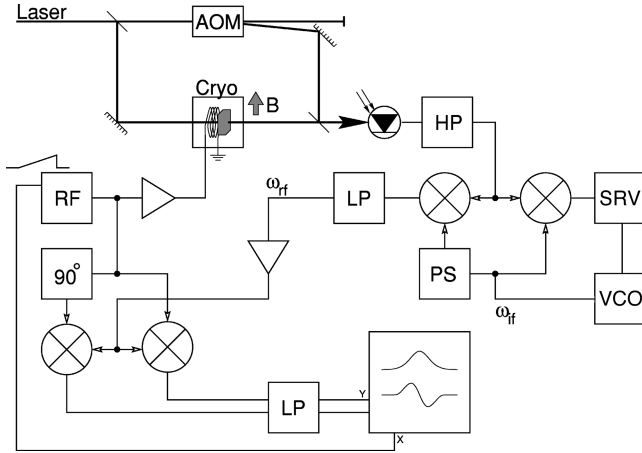 Laser
AOM
Cryo
B
HP
RF
ω_rf
LP
SRV
90°
PS
VCO
ω_if
LP
Y
X